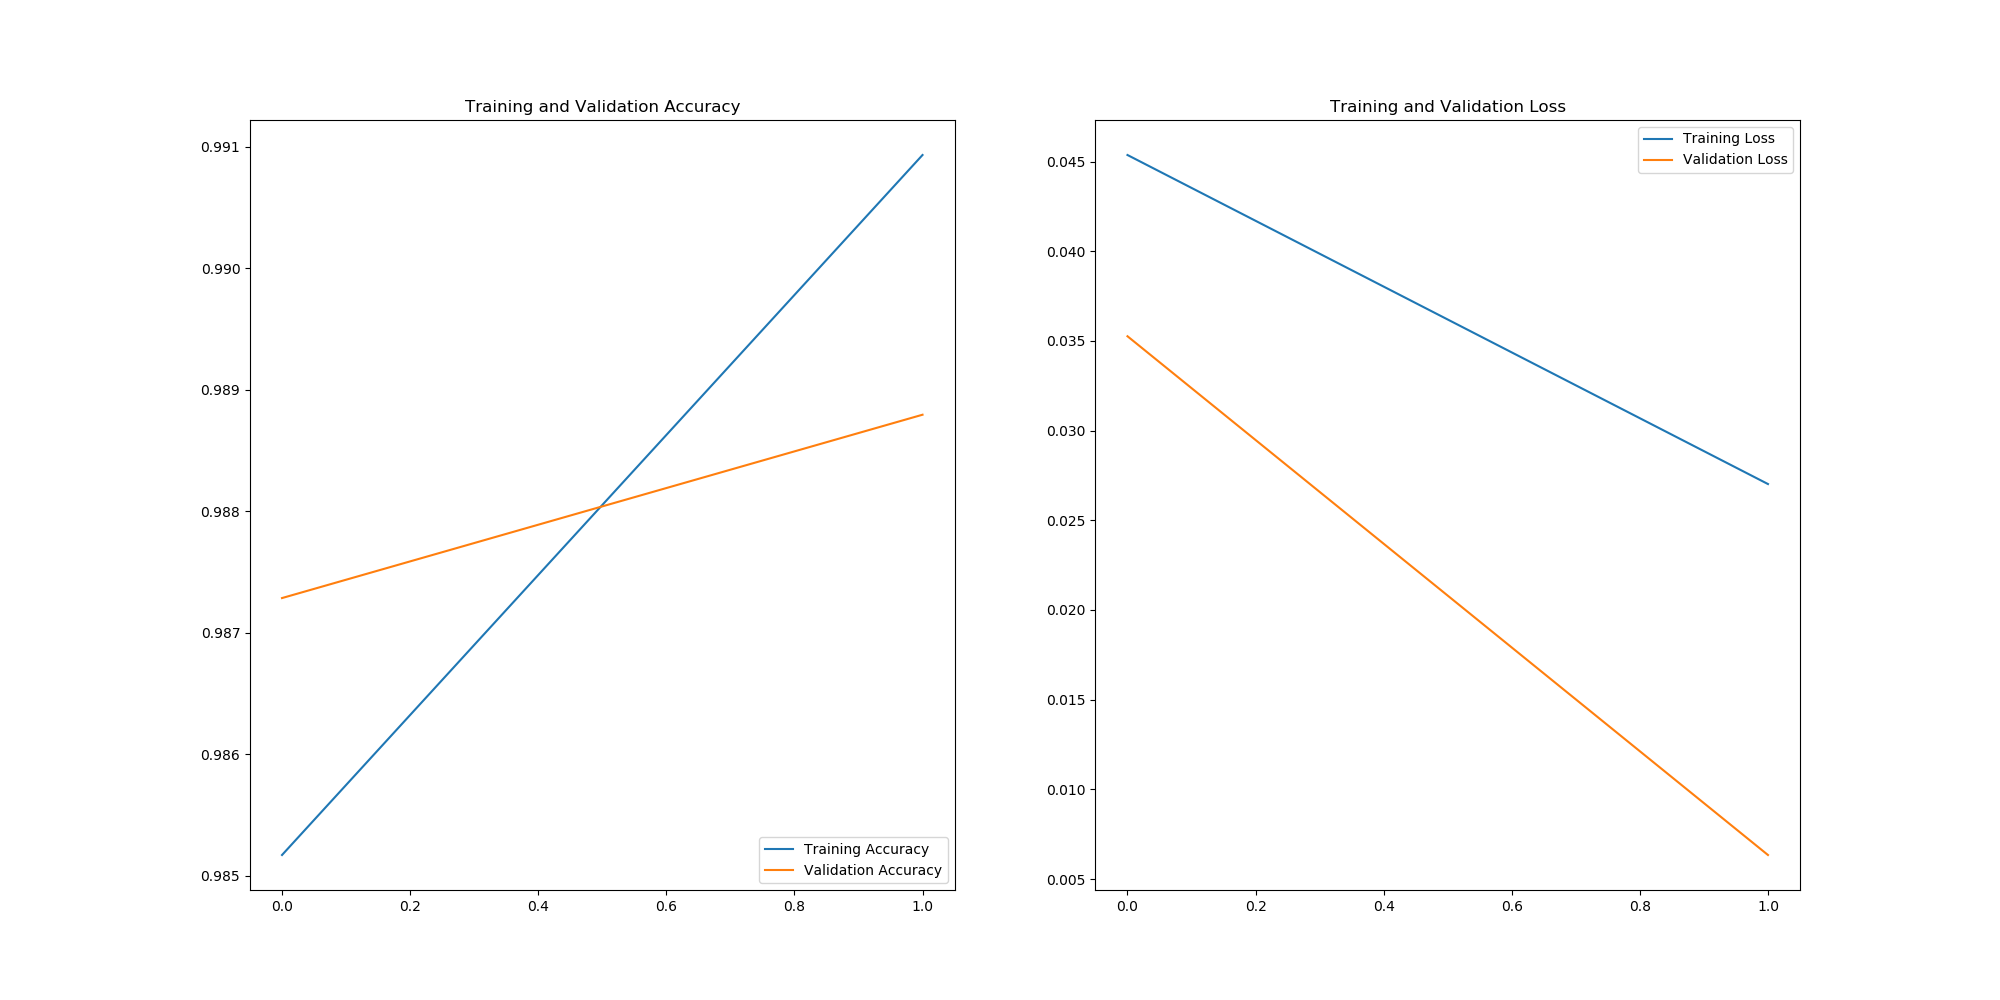 Training and Validation Accuracy
0.991
0.990
0.989
0.988
0.987
0.986
0.985
0.0 0.2 0.4 0.6 0.8 1.0
Training Accuracy
Validation Accuracy
Training and Validation Loss
0.045
0.040
0.035
0.030
0.025
0.020
0.015
0.010
0.005
0.0 0.2 0.4 0.6 0.8 1.0
Training Loss
Validation Loss